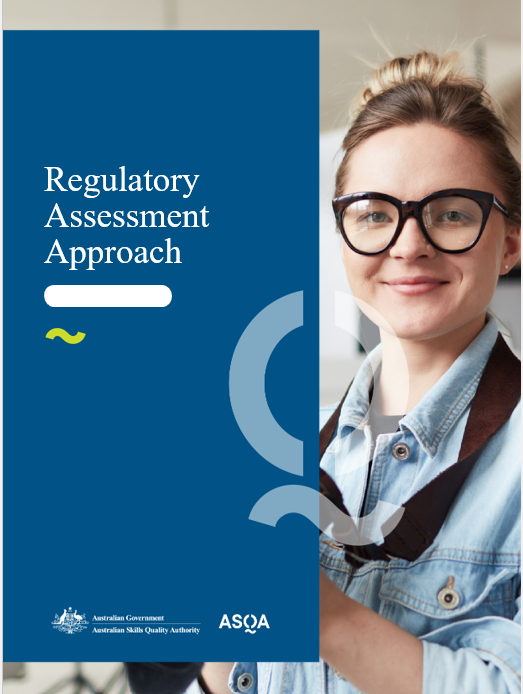 Regulatory
Assessment
Approach
Australian Government
Australian Skills Quality Authority
ASQA